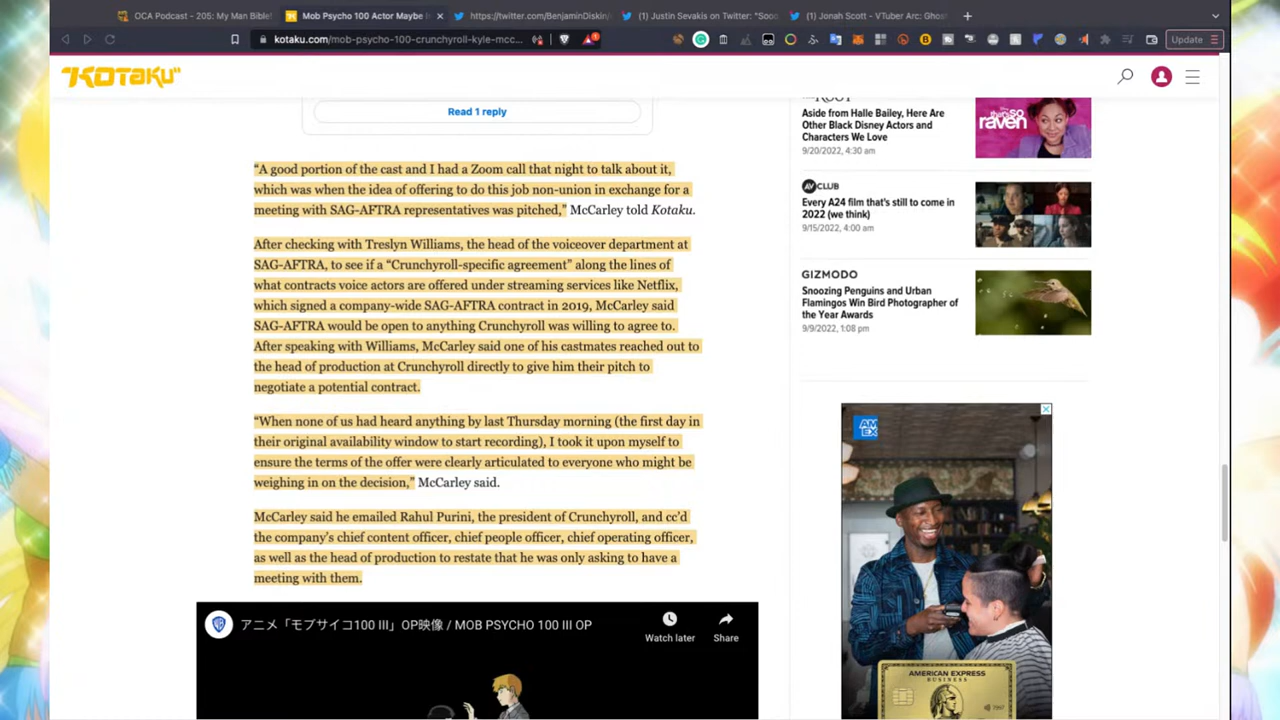 OCA Podcast - 205: My Man Bible!
Mob Psycho 100 Actor Maybe
https://twitter.com/BenjaminDiskin/
(1) Justin Sevakis on Twitter: "Sooo
(1) Jonah Scott - VTuber Arc: Ghos
kotaku.com/mob-psycho-100-crunchyroll-kyle-mcc...
Update
KOTAKU
Read 1 reply
“A good portion of the cast and I had a Zoom call that night to talk about it,
which was when the idea of offering to do this job non-union in exchange for a
meeting with SAG-AFTRA representatives was pitched,” McCarley told Kotaku.
After checking with Treslyn Williams, the head of the voiceover department at
SAG-AFTRA, to see if a “Crunchyroll-specific agreement” along the lines of
what contracts voice actors are offered under streaming services like Netflix,
which signed a company-wide SAG-AFTRA contract in 2019, McCarley said
SAG-AFTRA would be open to anything Crunchyroll was willing to agree to.
After speaking with Williams, McCarley said one of his castmates reached out to
the head of production at Crunchyroll directly to give him their pitch to
negotiate a potential contract.
“When none of us had heard anything by last Thursday morning (the first day in
their original availability window to start recording), I took it upon myself to
ensure the terms of the offer were clearly articulated to everyone who might be
weighing in on the decision,” McCarley said.
McCarley said he emailed Rahul Purini, the president of Crunchyroll, and cc’d
the company’s chief content officer, chief people officer, chief operating officer,
as well as the head of production to restate that he was only asking to have a
meeting with them.
アニメ「モブサイコ100 III」OP映像 / MOB PSYCHO 100 III OP
Watch later
Share
Aside from Halle Bailey, Here Are
Other Black Disney Actors and
Characters We Love
9/20/2022, 4:30 am
that's so
raven
AV CLUB
Every A24 film that's still to come in
2022 (we think)
9/15/2022, 4:00 am
GIZMODO
Snoozing Penguins and Urban
Flamingos Win Bird Photographer of
the Year Awards
9/9/2022, 1:08 pm
AM
EX
AMERICAN EXPRESS
BUSINESS